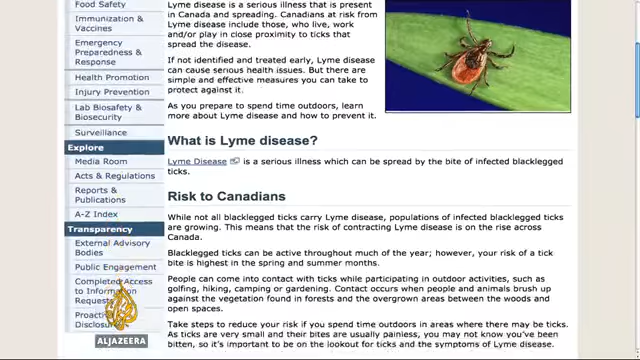 Food Safety
Immunization &
Vaccines
Emergency
Preparedness &
Response
Health Promotion
Injury Prevention
Lab Biosafety &
Biosecurity
Surveillance
Explore
Media Room
Acts & Regulations
Reports &
Publications
A-Z Index
Transparency
External Advisory
Bodies
Public Engagement
Completed Access
to Information
Requests
Proactive
Disclosure
ALJAZEERA
Lyme disease is a serious illness that is present
in Canada and spreading. Canadians at risk from
Lyme disease include those, who live, work
and/or play in close proximity to ticks that
spread the disease.
If not identified and treated early, Lyme disease
can cause serious health issues. But there are
simple and effective measures you can take to
protect against it.
As you prepare to spend time outdoors, learn
more about Lyme disease and how to prevent it.
What is Lyme disease?
Lyme Disease is a serious illness which can be spread by the bite of infected blacklegged
ticks.
Risk to Canadians
While not all blacklegged ticks carry Lyme disease, populations of infected blacklegged ticks
are growing. This means that the risk of contracting Lyme disease is on the rise across
Canada.
Blacklegged ticks can be active throughout much of the year; however, your risk of a tick
bite is highest in the spring and summer months.
People can come into contact with ticks while participating in outdoor activities, such as
golfing, hiking, camping or gardening. Contact occurs when people and animals brush up
against the vegetation found in forests and the overgrown areas between the woods and
open spaces.
Take steps to reduce your risk if you spend time outdoors in areas where there may be ticks.
As ticks are very small and their bites are usually painless, you may not know you've been
bitten, so it's important to be on the lookout for ticks and the symptoms of Lyme disease.